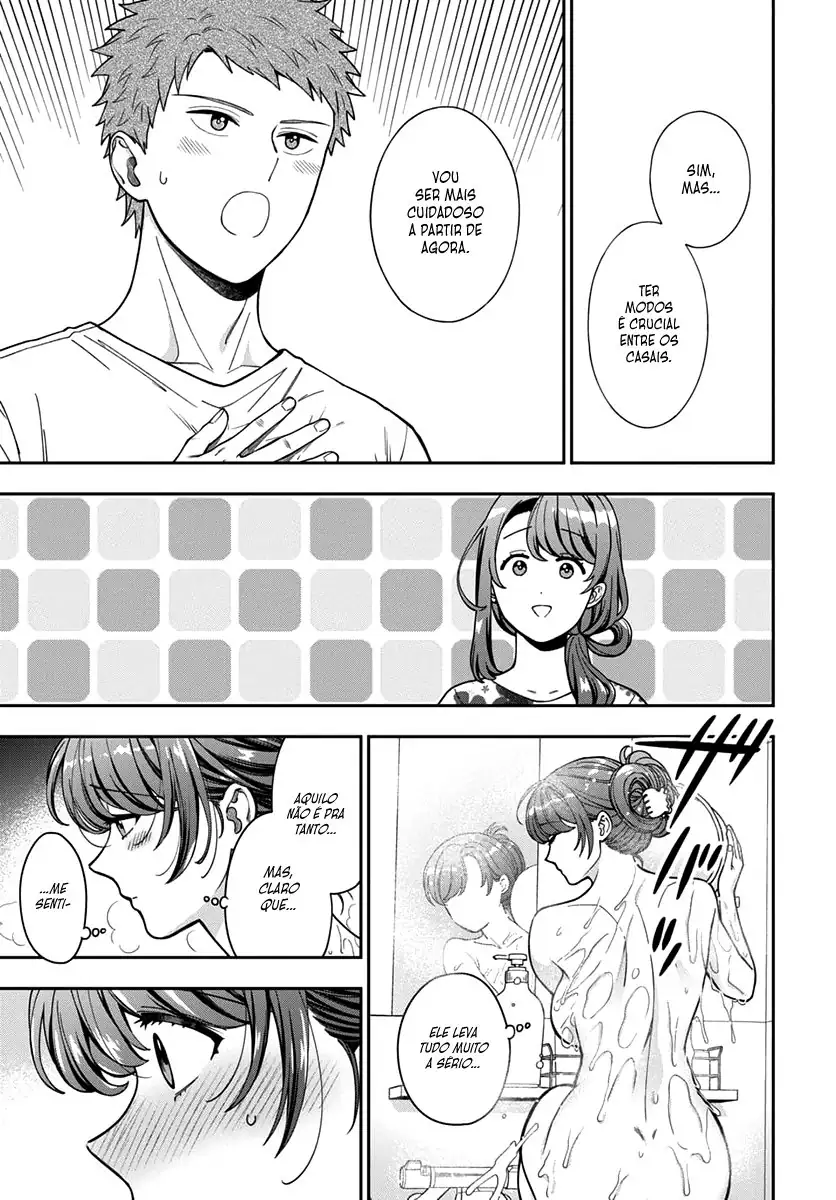 SIM,
MAS...
TER
MODOS
É CRUCIAL
ENTRE OS
CASAIS.
VOU
SER MAIS
CUIDADOSO
A PARTIR DE
AGORA.
ELE LEVA
TUDO MUITO
A SÉRIO...
AQUILO
NÃO É PRA
TANTO...
MAS,
CLARO
QUE...
...ME
SENTI-